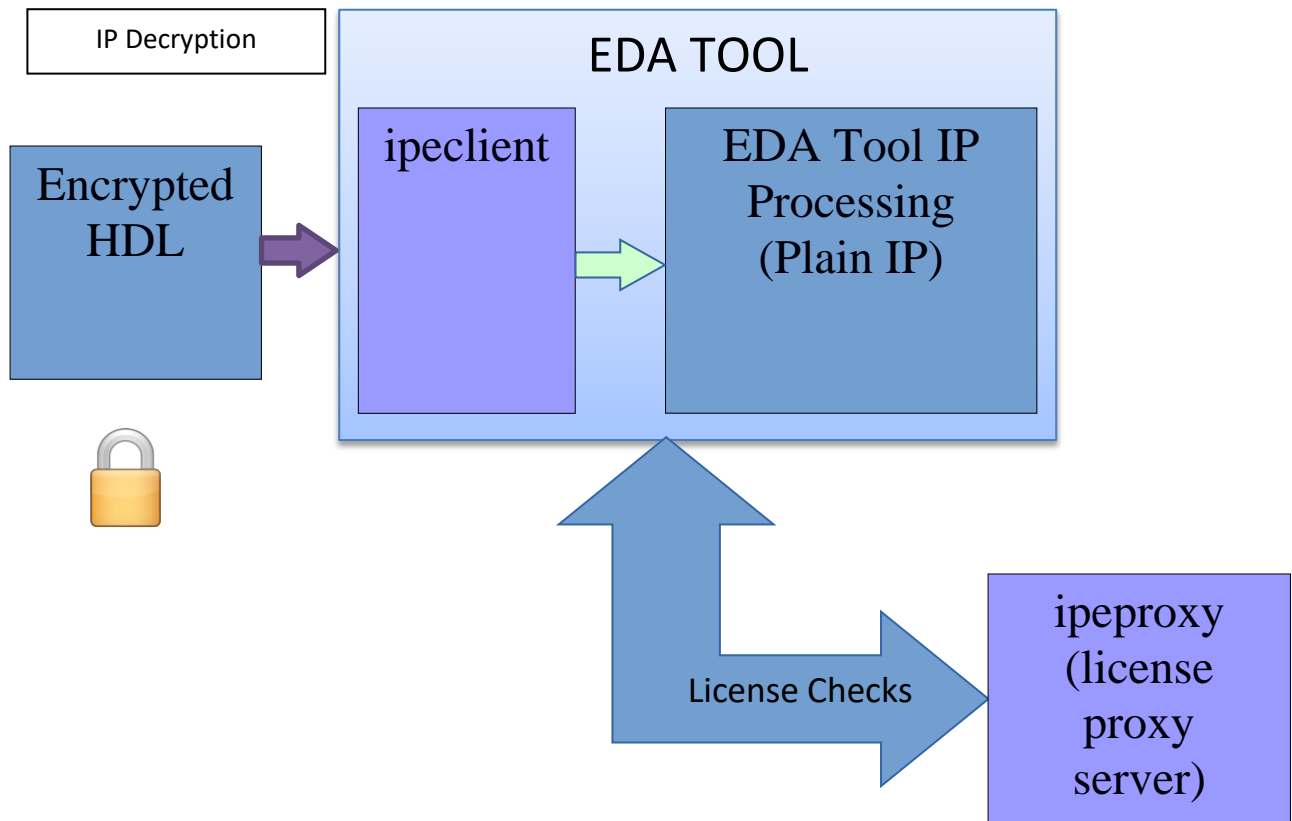 IP Decryption
EDA TOOL
Encrypted
HDL
ipeclient
EDA Tool IP
Processing
(Plain IP)
License Checks
ipeproxy
(license
proxy
server)